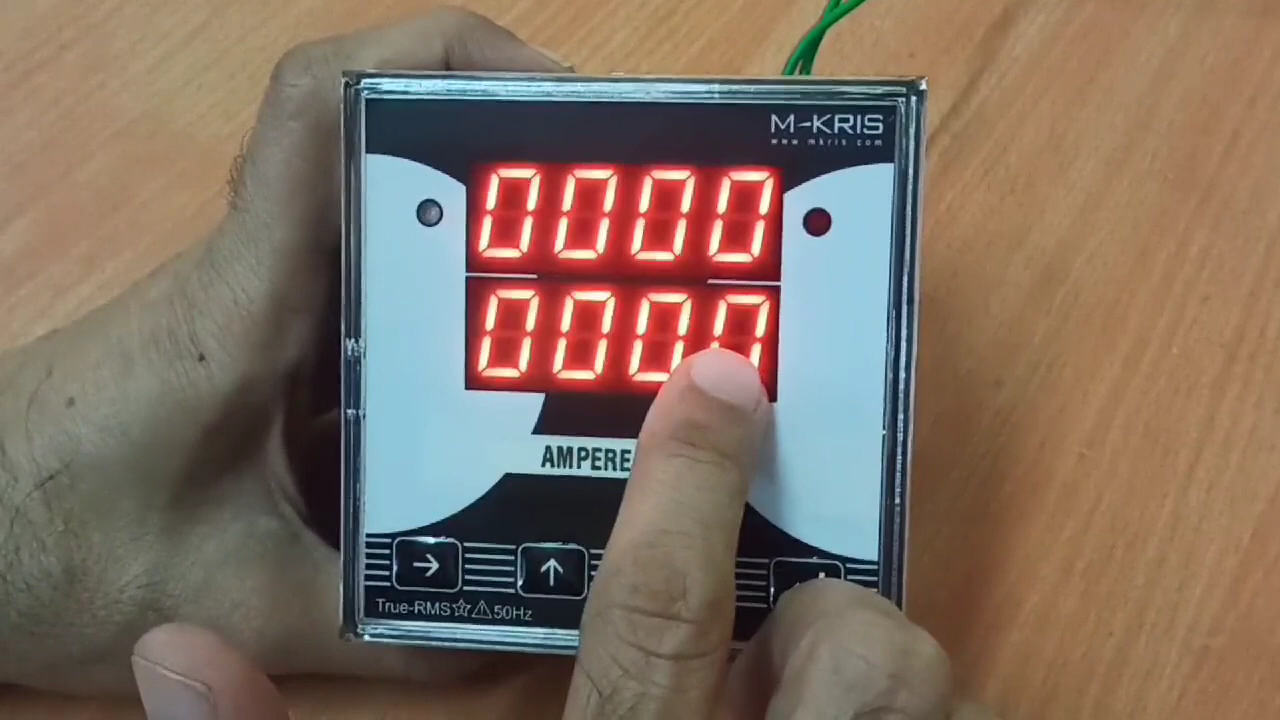 M-KRIS
www mkris com
0000
0000
AMPERE
True-RMS 50Hz